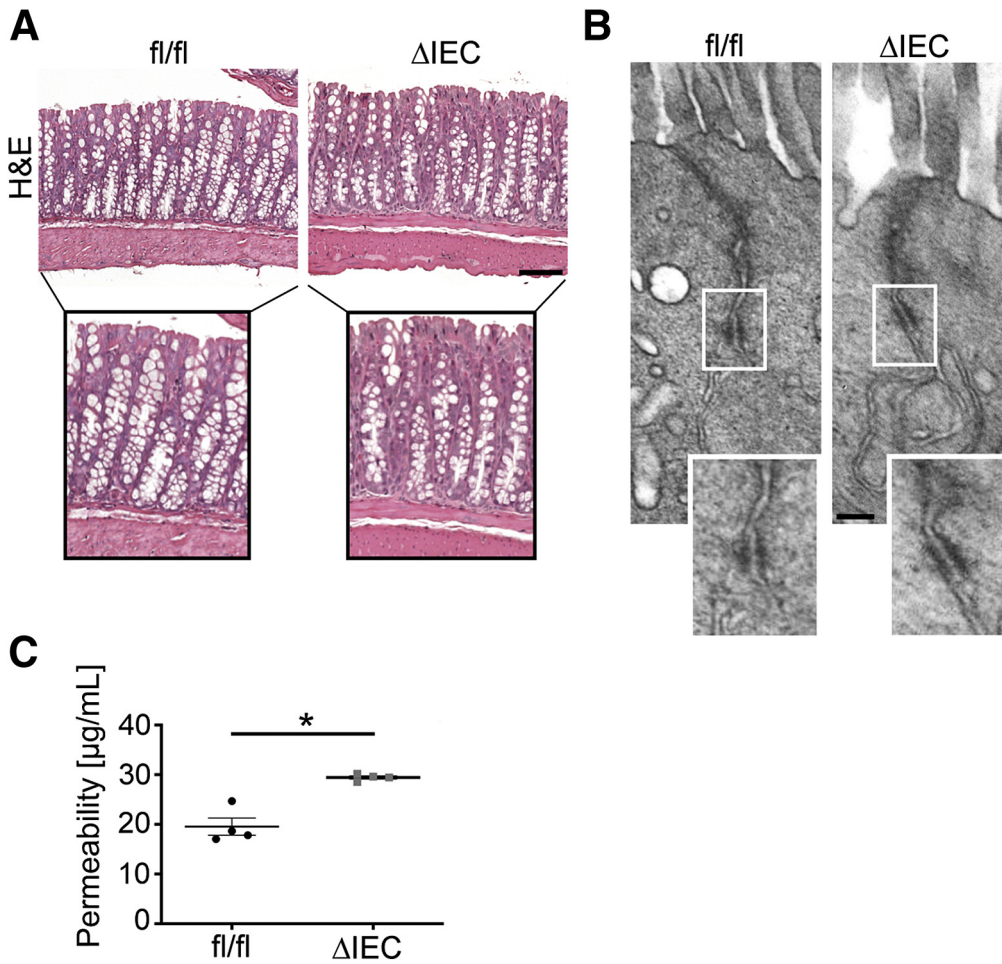 A
fl/fl
ΔIEC
H&E
B
fl/fl
ΔIEC
C
Permeability [µg/mL]
40
30
20
10
0
*
fl/fl
ΔIEC